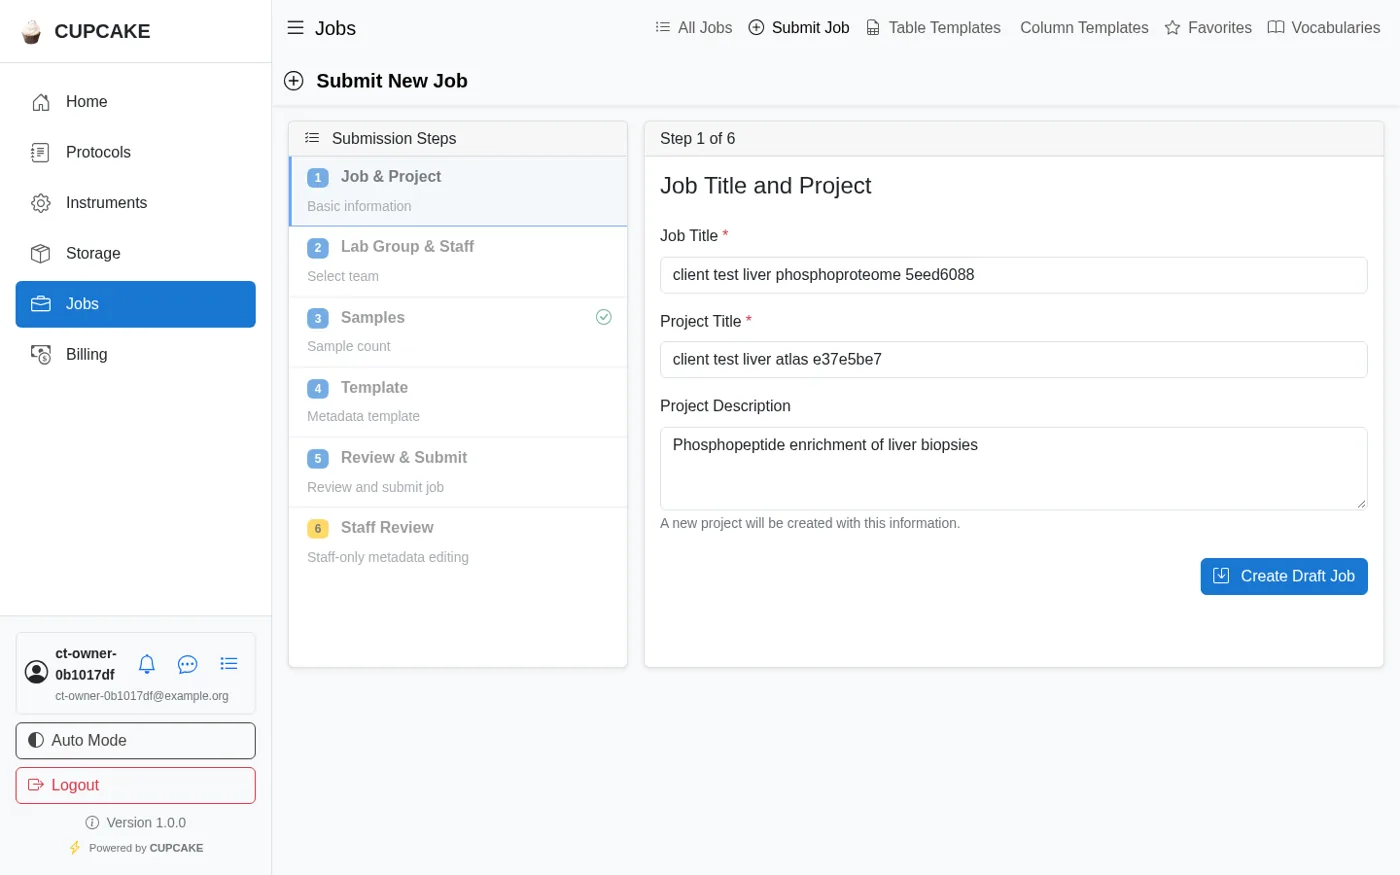 CUPCAKE
Home
Protocols
Instruments
Storage
Jobs
Billing
ct-owner-
0b1017df
ct-owner-0b1017df@example.org
Auto Mode
Logout
Version 1.0.0
Powered by CUPCAKE
Jobs
All Jobs
Submit Job
Table Templates
Column Templates
Favorites
Vocabularies
Submit New Job
Submission Steps
1 Job & Project
Basic information
2 Lab Group & Staff
Select team
3 Samples
Sample count
4 Template
Metadata template
5 Review & Submit
Review and submit job
6 Staff Review
Staff-only metadata editing
Step 1 of 6
Job Title and Project
Job Title *
client test liver phosphoproteome 5eed6088
Project Title *
client test liver atlas e37e5be7
Project Description
Phosphopeptide enrichment of liver biopsies
A new project will be created with this information.
Create Draft Job